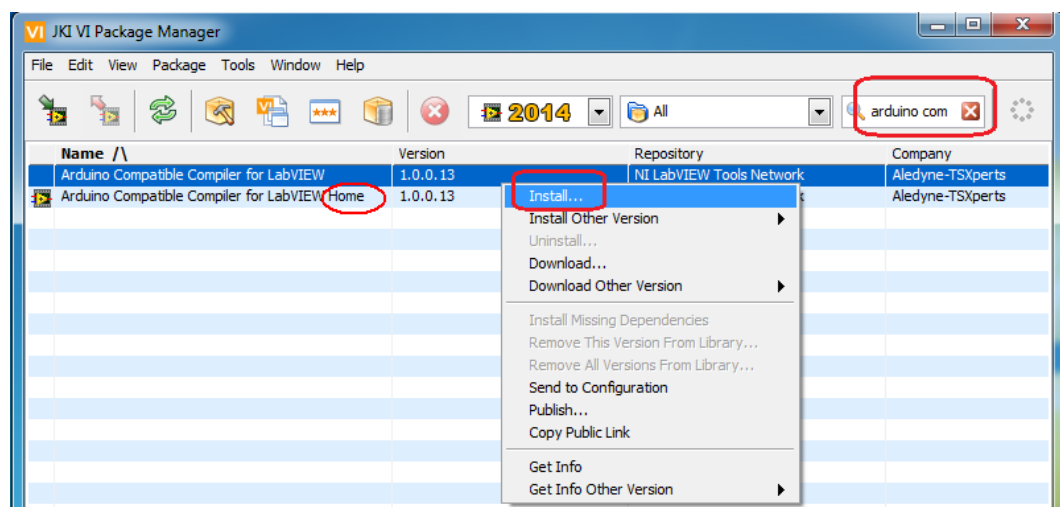 VI JKI VI Package Manager
File Edit View Package Tools Window Help
VI *** 2014 All arduino com
Name /\ Version Repository Company
Arduino Compatible Compiler for LabVIEW 1.0.0.13 NI LabVIEW Tools Network Aledyne-TSXperts
Arduino Compatible Compiler for LabVIEW Home 1.0.0.13 Aledyne-TSXperts
Install...
Install Other Version
Uninstall...
Download...
Download Other Version
Install Missing Dependencies
Remove This Version From Library...
Remove All Versions From Library...
Send to Configuration
Publish...
Copy Public Link
Get Info
Get Info Other Version